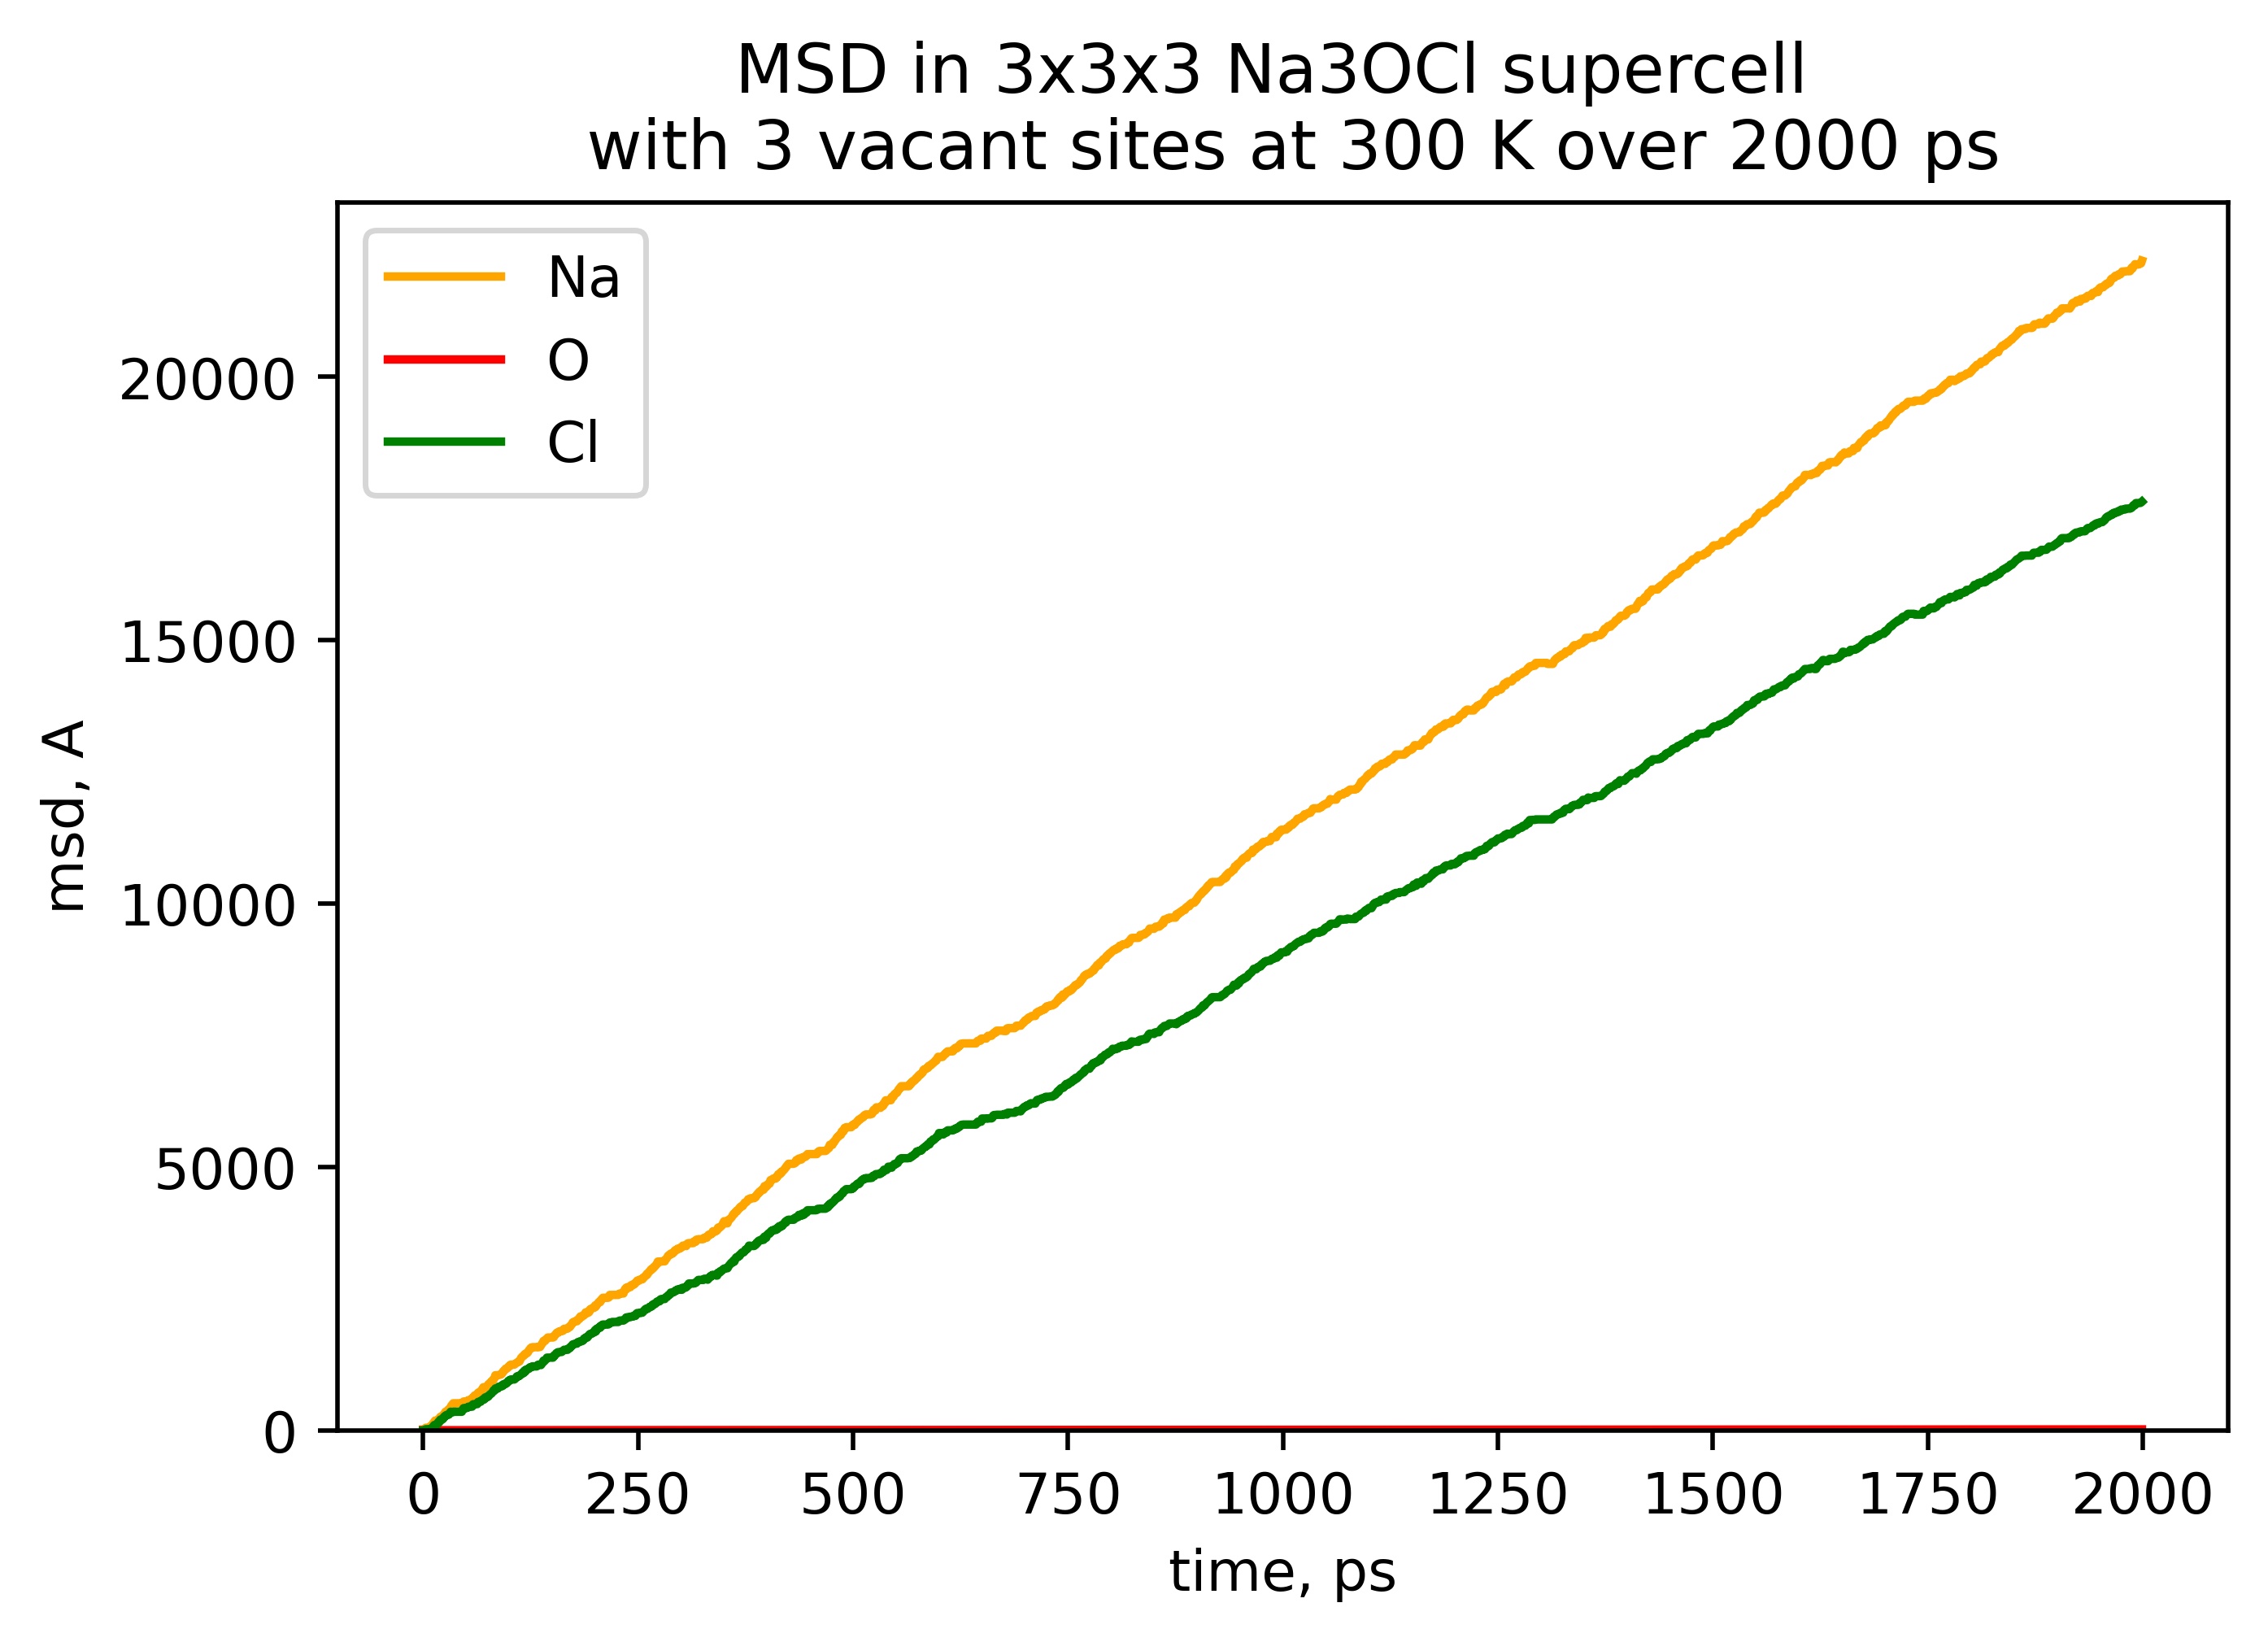 MSD in 3x3x3 Na3OCl supercell
with 3 vacant sites at 300 K over 2000 ps
Na
O
Cl
20000
15000
10000
5000
0
msd, A
0 250 500 750 1000 1250 1500 1750 2000
time, ps